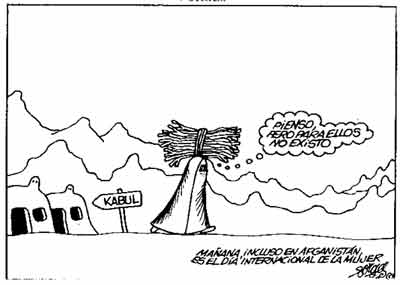 PIENSO,
PERO PARA ELLOS
NO EXISTO
KABUL
MAÑANA, INCLUSO EN AFGANISTÁN,
ES EL DÍA INTERNACIONAL DE LA MUJER